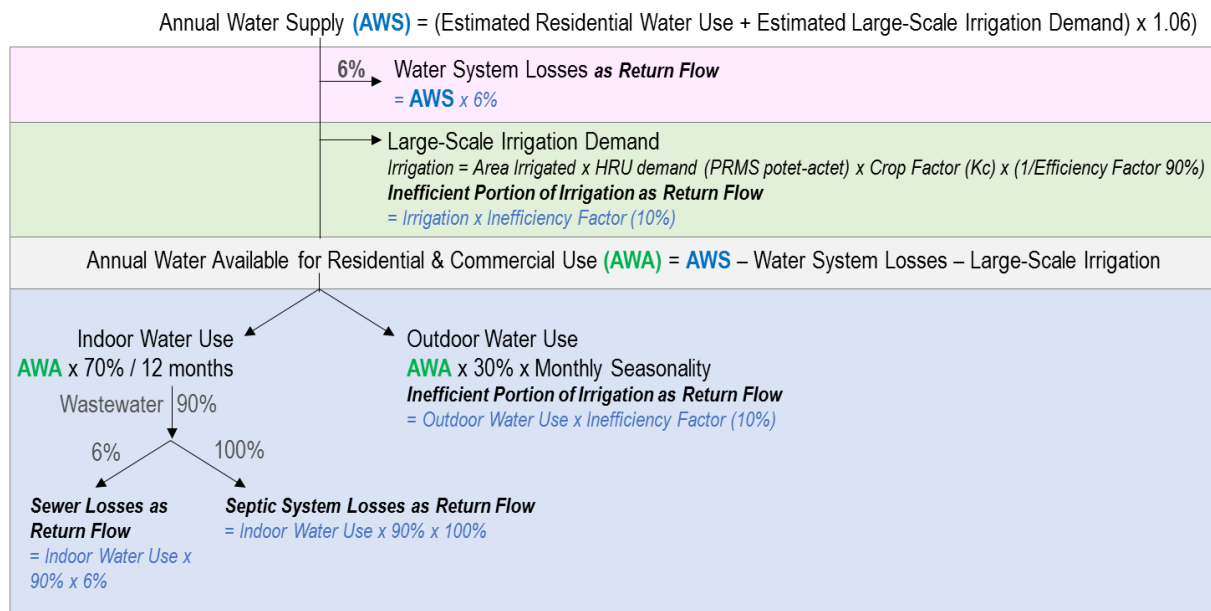 Annual Water Supply (AWS) = (Estimated Residential Water Use + Estimated Large-Scale Irrigation Demand) x 1.06)
6%
Water System Losses as Return Flow
= AWS x 6%
Large-Scale Irrigation Demand
Irrigation = Area Irrigated x HRU demand (PRMS potet-actet) x Crop Factor (Kc) x (1/Efficiency Factor 90%)
Inefficient Portion of Irrigation as Return Flow
= Irrigation x Inefficiency Factor (10%)
Annual Water Available for Residential & Commercial Use (AWA) = AWS – Water System Losses – Large-Scale Irrigation
Indoor Water Use
AWA x 70% / 12 months
Wastewater 90%
6%
100%
Sewer Losses as
Return Flow
= Indoor Water Use x
90% x 6%
Septic System Losses as Return Flow
= Indoor Water Use x 90% x 100%
Outdoor Water Use
AWA x 30% x Monthly Seasonality
Inefficient Portion of Irrigation as Return Flow
= Outdoor Water Use x Inefficiency Factor (10%)